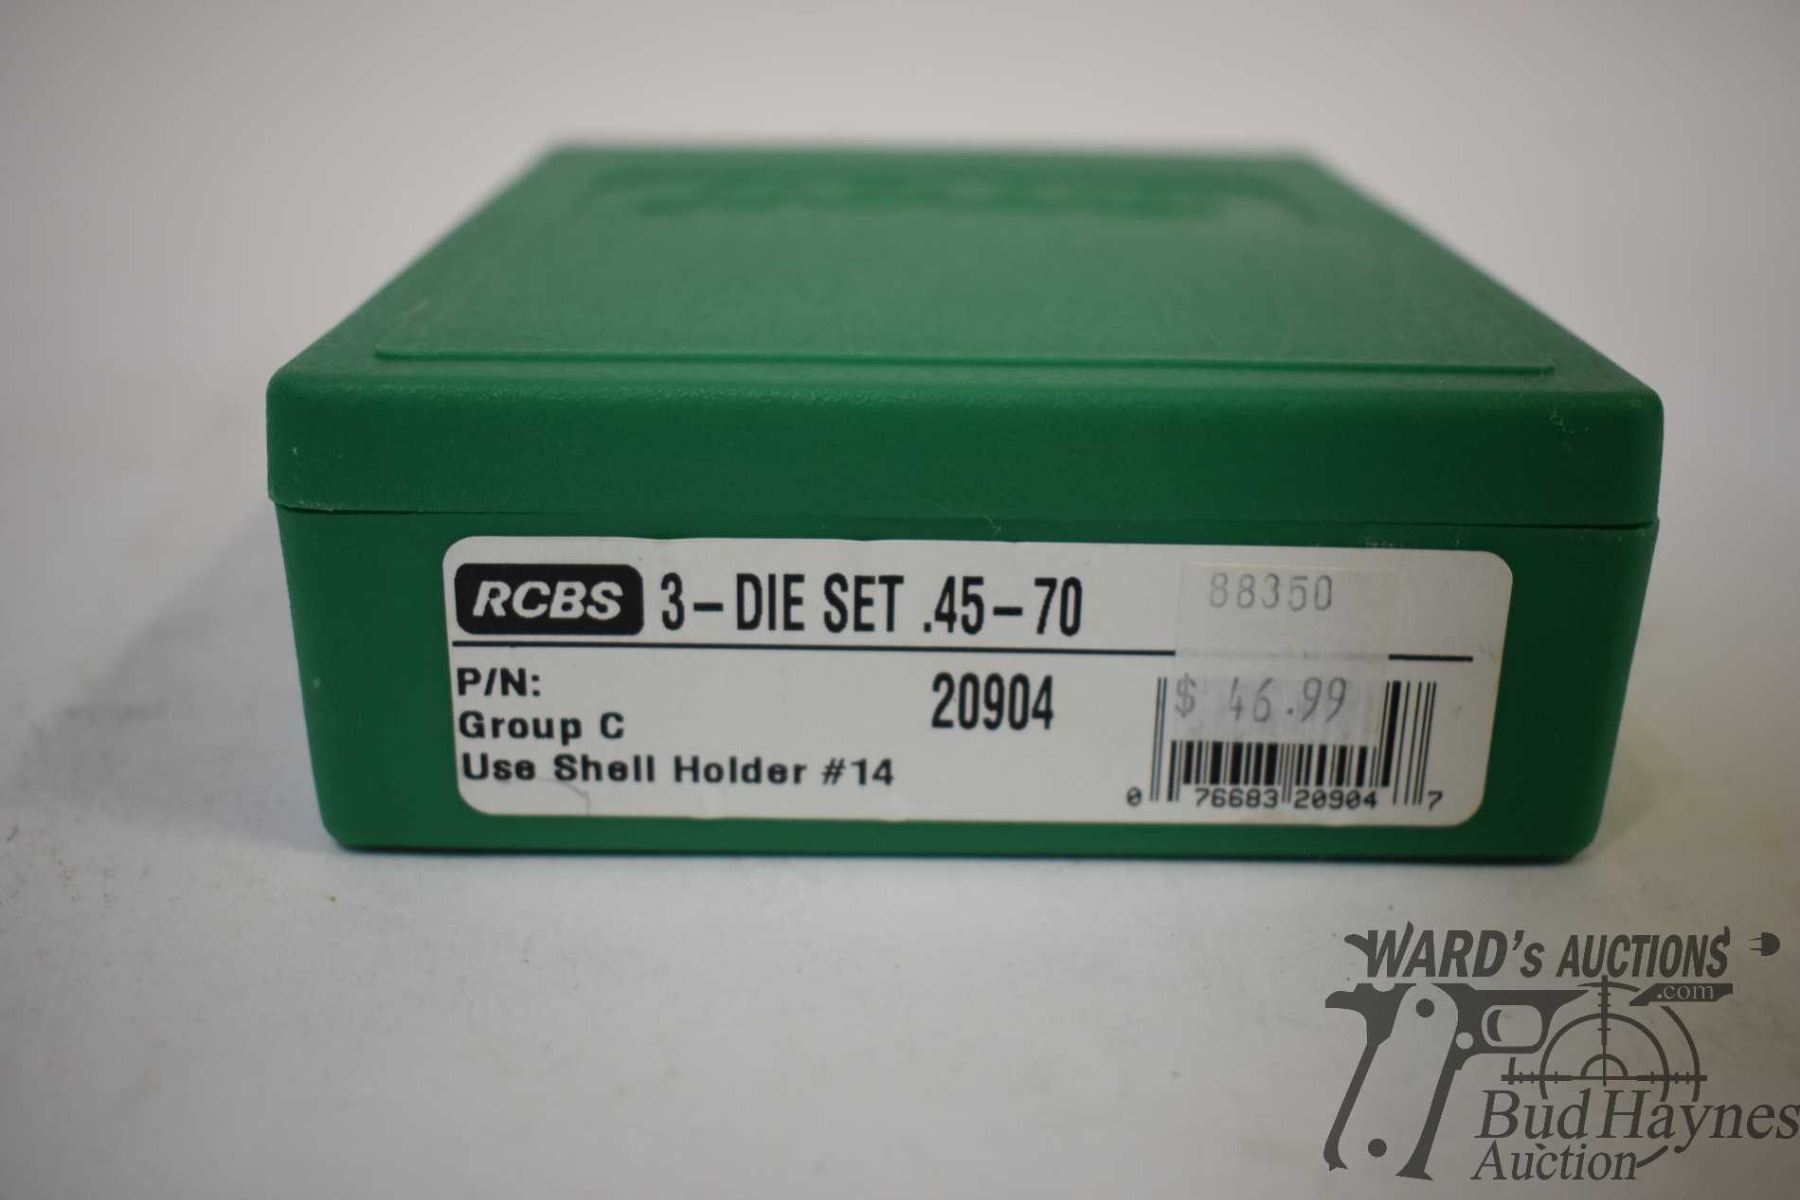 RCBS 3-DIE SET .45-70
88350
P/N: 20904
$ 46.99
Group C
Use Shell Holder #14
0 76683 20904 7
WARD's AUCTIONS
.com
Bud Haynes
Auction